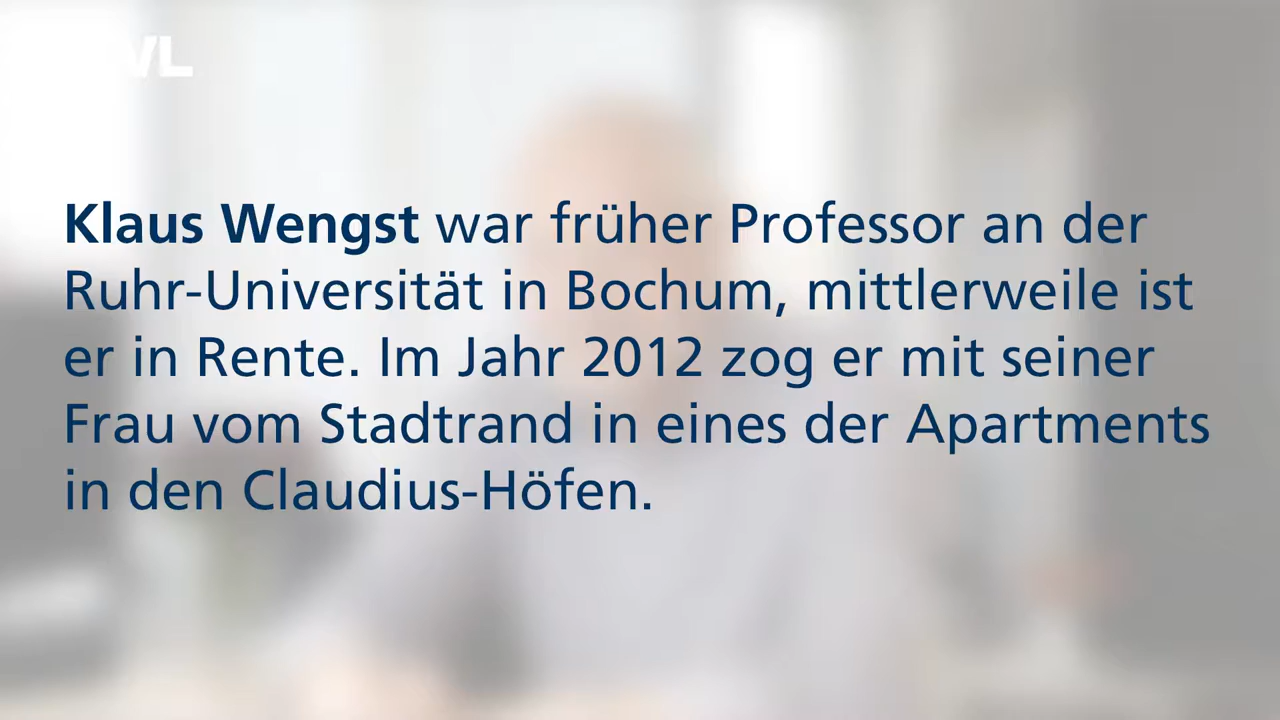 Klaus Wengst war früher Professor an der
Ruhr-Universität in Bochum, mittlerweile ist
er in Rente. Im Jahr 2012 zog er mit seiner
Frau vom Stadtrand in eines der Apartments
in den Claudius-Höfen.